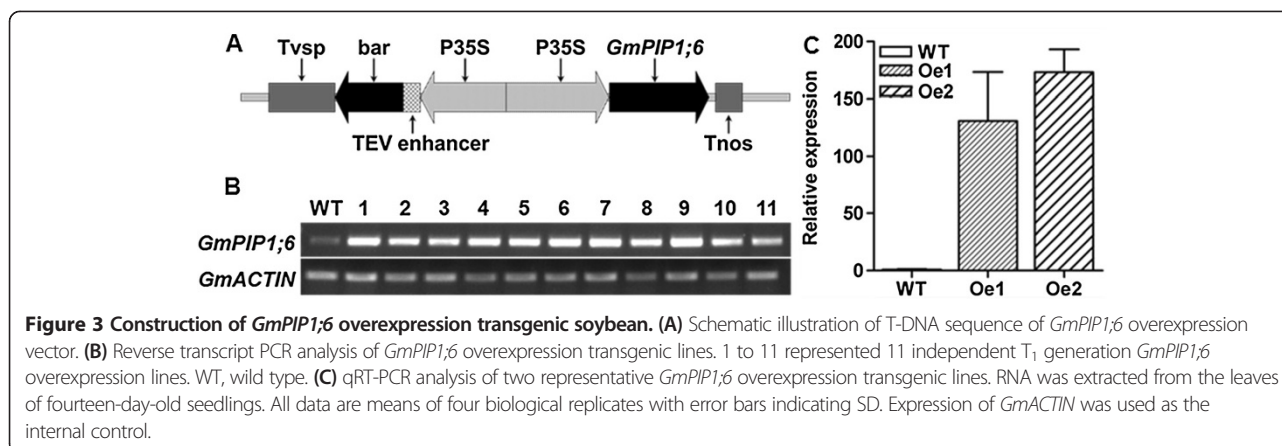 A
Tvsp bar P35S P35S GmPIP1;6
TEV enhancer Tnos
B
WT 1 2 3 4 5 6 7 8 9 10 11
GmPIP1;6
GmACTIN
C
WT
Oe1
Oe2
Relative expression
200
150
100
50
0
WT Oe1 Oe2
Figure 3 Construction of GmPIP1;6 overexpression transgenic soybean. (A) Schematic illustration of T-DNA sequence of GmPIP1;6 overexpression
vector. (B) Reverse transcript PCR analysis of GmPIP1;6 overexpression transgenic lines. 1 to 11 represented 11 independent T₁ generation GmPIP1;6
overexpression lines. WT, wild type. (C) qRT-PCR analysis of two representative GmPIP1;6 overexpression transgenic lines. RNA was extracted from the leaves
of fourteen-day-old seedlings. All data are means of four biological replicates with error bars indicating SD. Expression of GmACTIN was used as the
internal control.